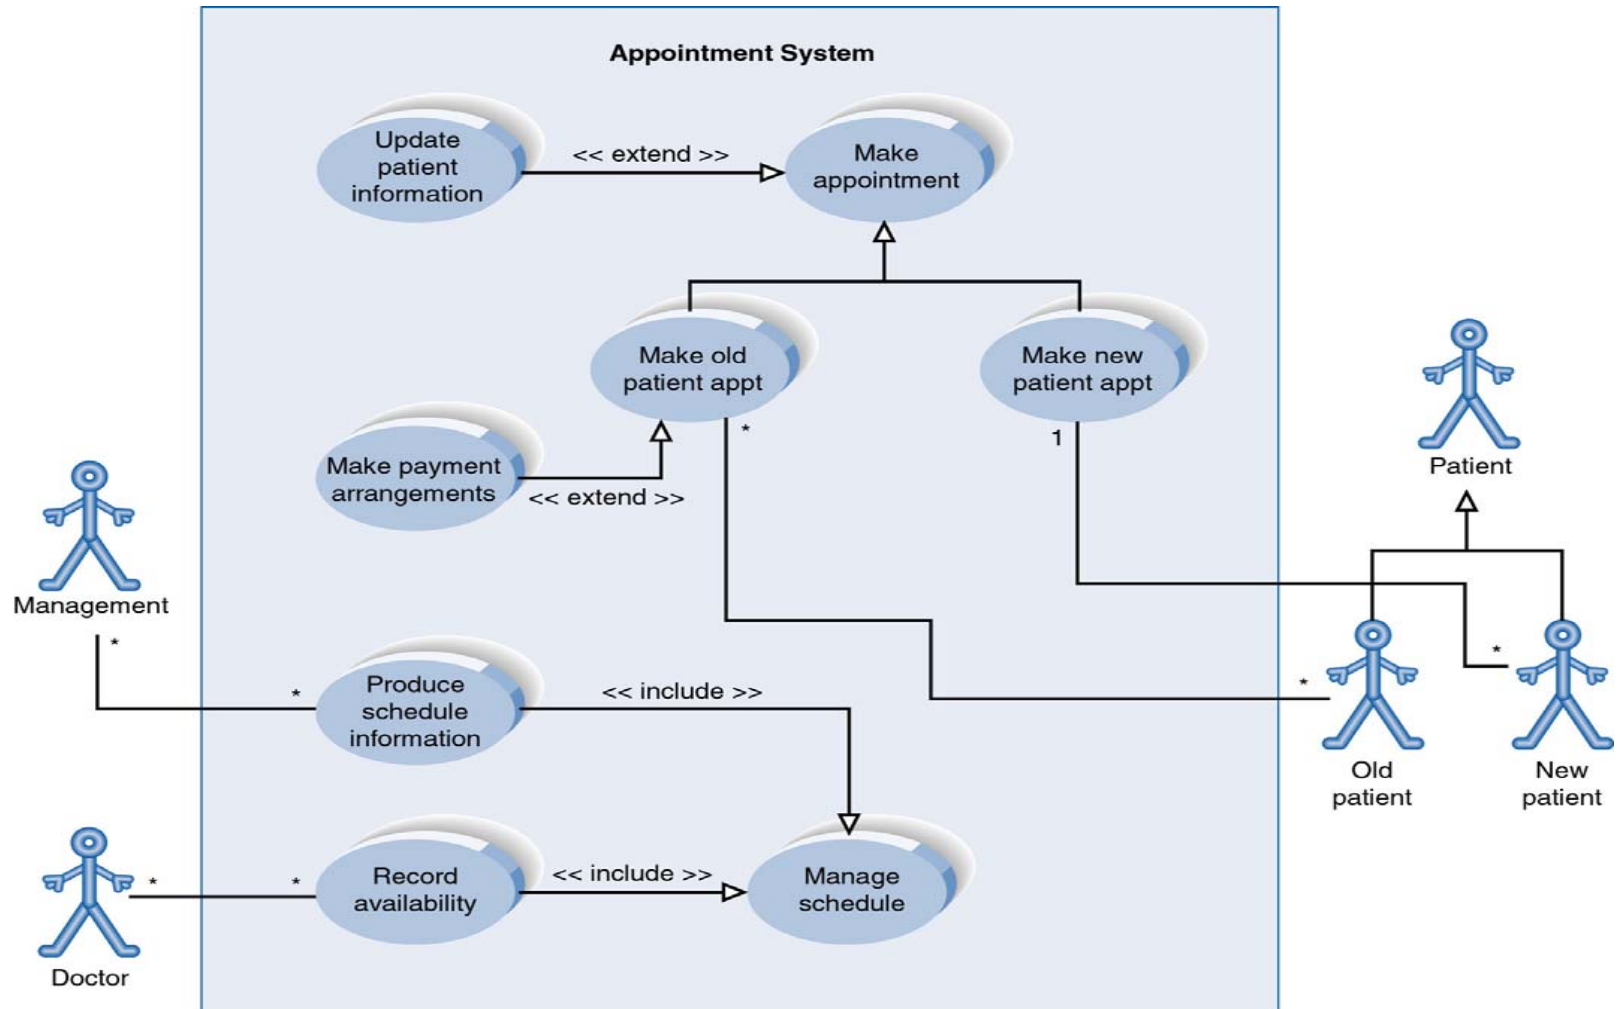 Appointment System
Update
patient
information
<< extend >>
Make
appointment
Make old
patient appt
Make new
patient appt
*
1
Make payment
arrangements
<< extend >>
Patient
Management
*
*
Produce
schedule
information
<< include >>
*
*
Old
patient
New
patient
Doctor
*
*
Record
availability
<< include >>
Manage
schedule